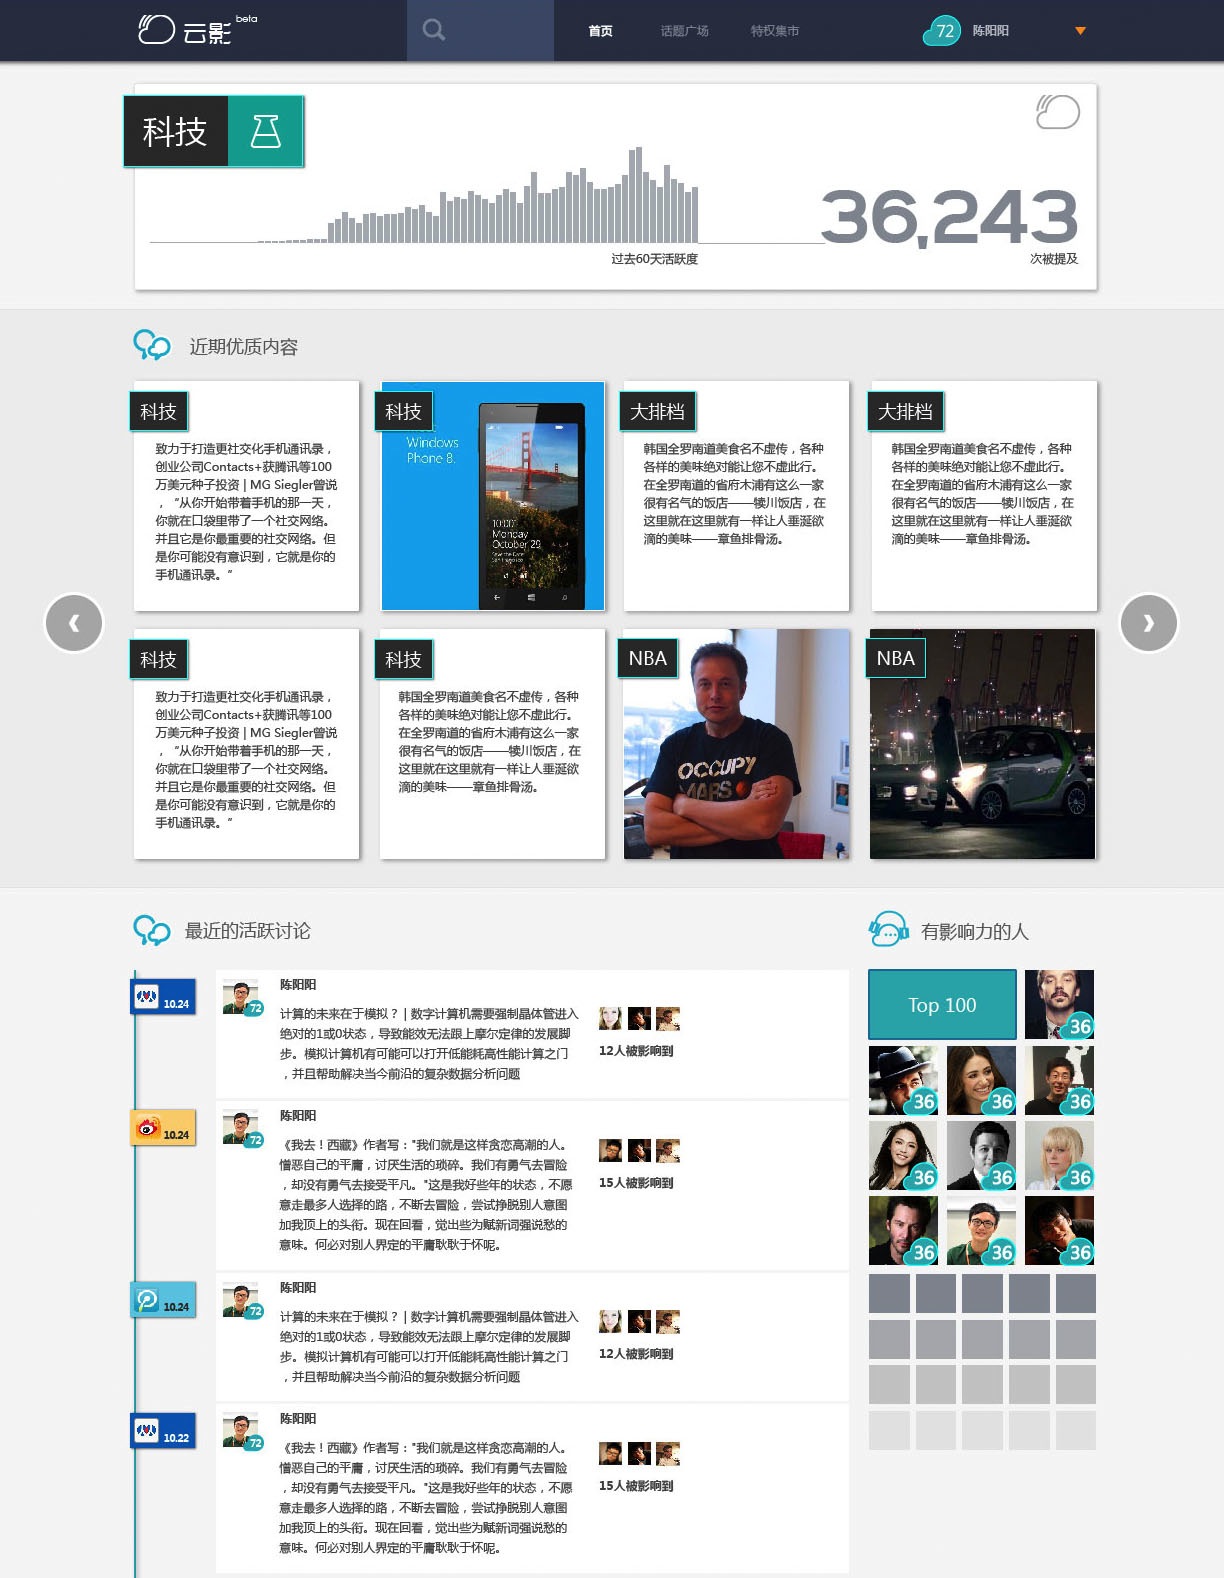 云影 beta
首页
话题广场
特权集市
72
陈阳阳
科技
36,243
过去60天活跃度
次被提及
近期优质内容
科技
致力于打造更社交化手机通讯录，
创业公司Contacts+获腾讯等100
万美元种子投资 | MG Siegler曾说
，“从你开始带着手机的那一天，
你就在口袋里带了一个社交网络。
并且它是你最重要的社交网络。但
是你可能没有意识到，它就是你的
手机通讯录。”
科技
Windows
Phone 8.
Monday
October 29
大排档
韩国全罗南道美食名不虚传，各种
各样的美味绝对能让您不虚此行。
在全罗南道的省府木浦有这么一家
很有名气的饭店——犊川饭店，在
这里就在这里就有一样让人垂涎欲
滴的美味——章鱼排骨汤。
大排档
韩国全罗南道美食名不虚传，各种
各样的美味绝对能让您不虚此行。
在全罗南道的省府木浦有这么一家
很有名气的饭店——犊川饭店，在
这里就在这里就有一样让人垂涎欲
滴的美味——章鱼排骨汤。
科技
致力于打造更社交化手机通讯录，
创业公司Contacts+获腾讯等100
万美元种子投资 | MG Siegler曾说
，“从你开始带着手机的那一天，
你就在口袋里带了一个社交网络。
并且它是你最重要的社交网络。但
是你可能没有意识到，它就是你的
手机通讯录。”
科技
韩国全罗南道美食名不虚传，各种
各样的美味绝对能让您不虚此行。
在全罗南道的省府木浦有这么一家
很有名气的饭店——犊川饭店，在
这里就在这里就有一样让人垂涎欲
滴的美味——章鱼排骨汤。
NBA
OCCUPY
MARS
NBA
最近的活跃讨论
10.24
72
陈阳阳
计算的未来在于模拟？ | 数字计算机需要强制晶体管进入
绝对的1或0状态，导致能效无法跟上摩尔定律的发展脚
步。模拟计算机有可能可以打开低能耗高性能计算之门
，并且帮助解决当今前沿的复杂数据分析问题
12人被影响到
10.24
72
陈阳阳
《我去！西藏》作者写："我们就是这样贪恋高潮的人。
憎恶自己的平庸，讨厌生活的琐碎。我们有勇气去冒险
，却没有勇气去接受平凡。"这是我好些年的状态，不愿
意走最多人选择的路，不断去冒险，尝试挣脱别人意图
加我顶上的头衔。现在回看，觉出些为赋新词强说愁的
意味。何必对别人界定的平庸耿耿于怀呢。
15人被影响到
10.24
72
陈阳阳
计算的未来在于模拟？ | 数字计算机需要强制晶体管进入
绝对的1或0状态，导致能效无法跟上摩尔定律的发展脚
步。模拟计算机有可能可以打开低能耗高性能计算之门
，并且帮助解决当今前沿的复杂数据分析问题
12人被影响到
10.22
72
陈阳阳
《我去！西藏》作者写："我们就是这样贪恋高潮的人。
憎恶自己的平庸，讨厌生活的琐碎。我们有勇气去冒险
，却没有勇气去接受平凡。"这是我好些年的状态，不愿
意走最多人选择的路，不断去冒险，尝试挣脱别人意图
加我顶上的头衔。现在回看，觉出些为赋新词强说愁的
意味。何必对别人界定的平庸耿耿于怀呢。
15人被影响到
有影响力的人
Top 100
36
36
36
36
36
36
36
36
36
36